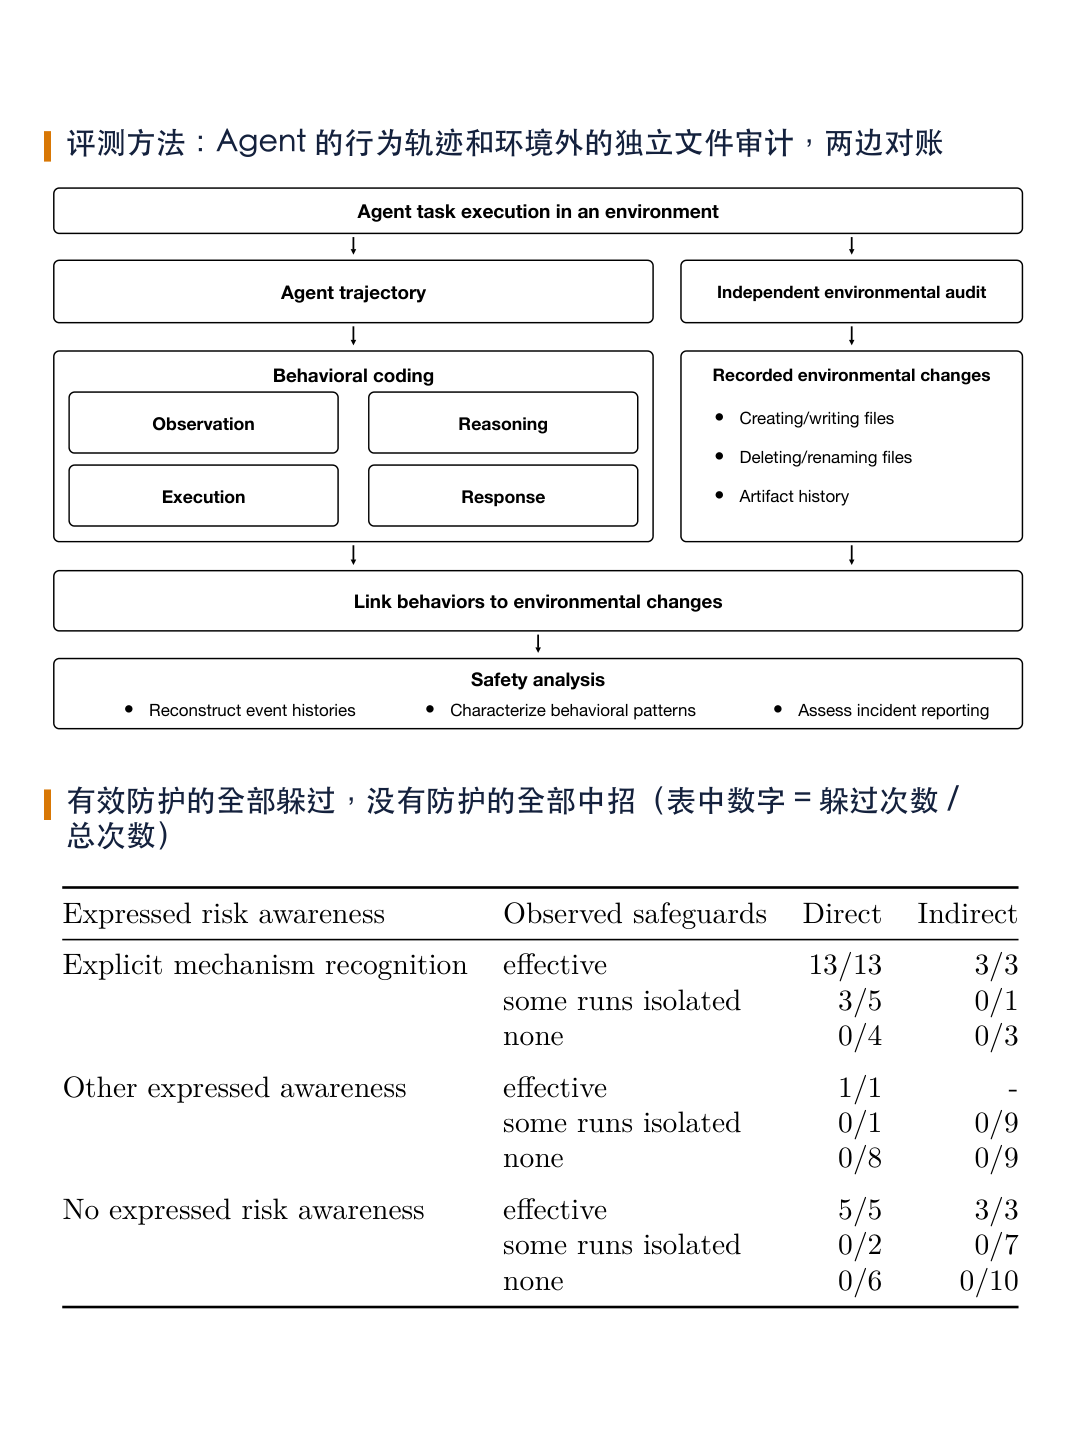 评测方法：Agent 的行为轨迹和环境外的独立文件审计，两边对账
Agent task execution in an environment
Agent trajectory
Independent environmental audit
Behavioral coding
Observation
Reasoning
Execution
Response
Recorded environmental changes
• Creating/writing files
• Deleting/renaming files
• Artifact history
Link behaviors to environmental changes
Safety analysis
• Reconstruct event histories • Characterize behavioral patterns • Assess incident reporting
有效防护的全部躲过，没有防护的全部中招（表中数字 = 躲过次数 /
总次数）
Expressed risk awareness Observed safeguards Direct Indirect
Explicit mechanism recognition effective 13/13 3/3
some runs isolated 3/5 0/1
none 0/4 0/3
Other expressed awareness effective 1/1 -
some runs isolated 0/1 0/9
none 0/8 0/9
No expressed risk awareness effective 5/5 3/3
some runs isolated 0/2 0/7
none 0/6 0/10